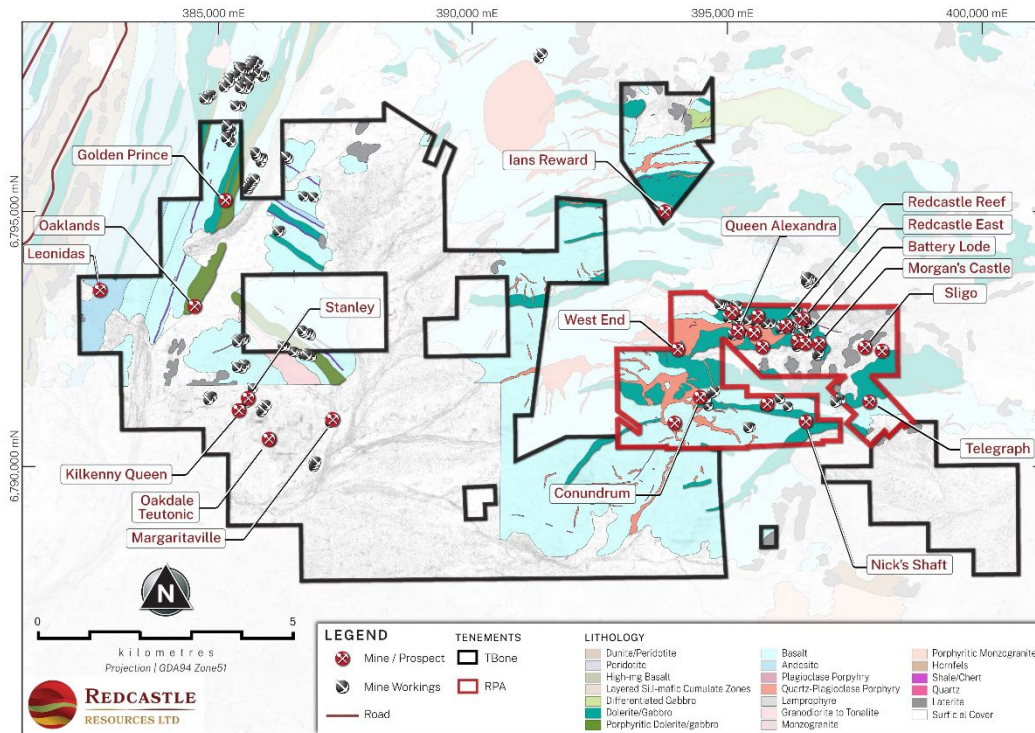 385,000 mE
390,000 mE
395,000 mE
400,000 mE
Golden Prince
Ians Reward
6,795,000 mN
Oaklands
Leonidas
Redcastle Reef
Redcastle East
Queen Alexandra
Battery Lode
Morgan's Castle
Sligo
Stanley
West End
6,790,000 mN
Kilkenny Queen
Telegraph
Oakdale
Teutonic
Conundrum
Margaritaville
Nick's Shaft
N
0
5
kilometres
Projection | GDA94 Zone51
REDCASTLE
RESOURCES LTD
LEGEND
Mine / Prospect
Mine Workings
Road
TENEMENTS
TBone
RPA
LITHOLOGY
Dunite/Peridotite
Peridotite
High-mg Basalt
Layered Sill-mafic Cumulate Zones
Differentiated Gabbro
Dolerite/Gabbro
Porphyritic Dolerite/gabbro
Basalt
Andesite
Plagioclase Porpyhry
Quartz-Plagioclase Porphyry
Lamprophyre
Granodiorite to Tonalite
Monzogranite
Porphyritic Monzogranite
Hornfels
Shale/Chert
Quartz
Laterite
Surficial Cover